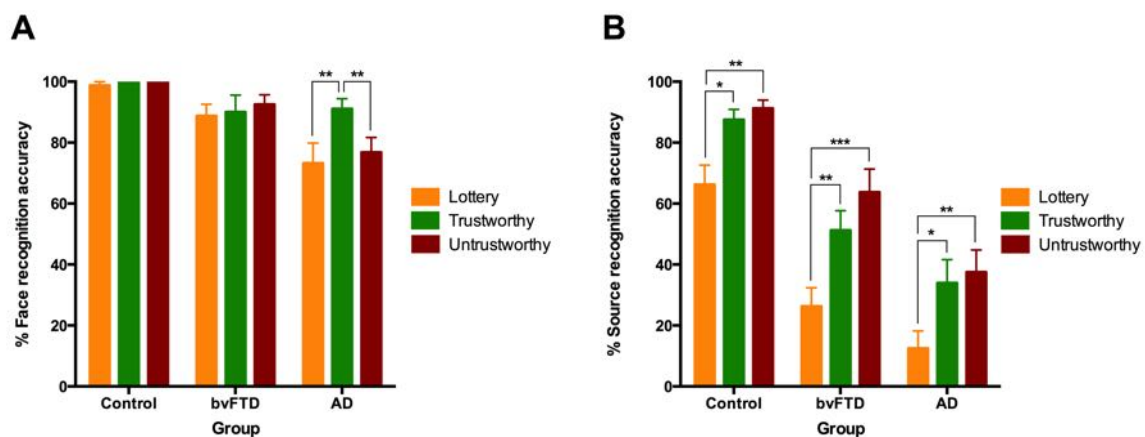 A
% Face recognition accuracy
100
80
60
40
20
0
** **
Control bvFTD AD
Group
Lottery
Trustworthy
Untrustworthy
B
% Source recognition accuracy
100
80
60
40
20
0
**
*
***
**
**
*
Control bvFTD AD
Group
Lottery
Trustworthy
Untrustworthy